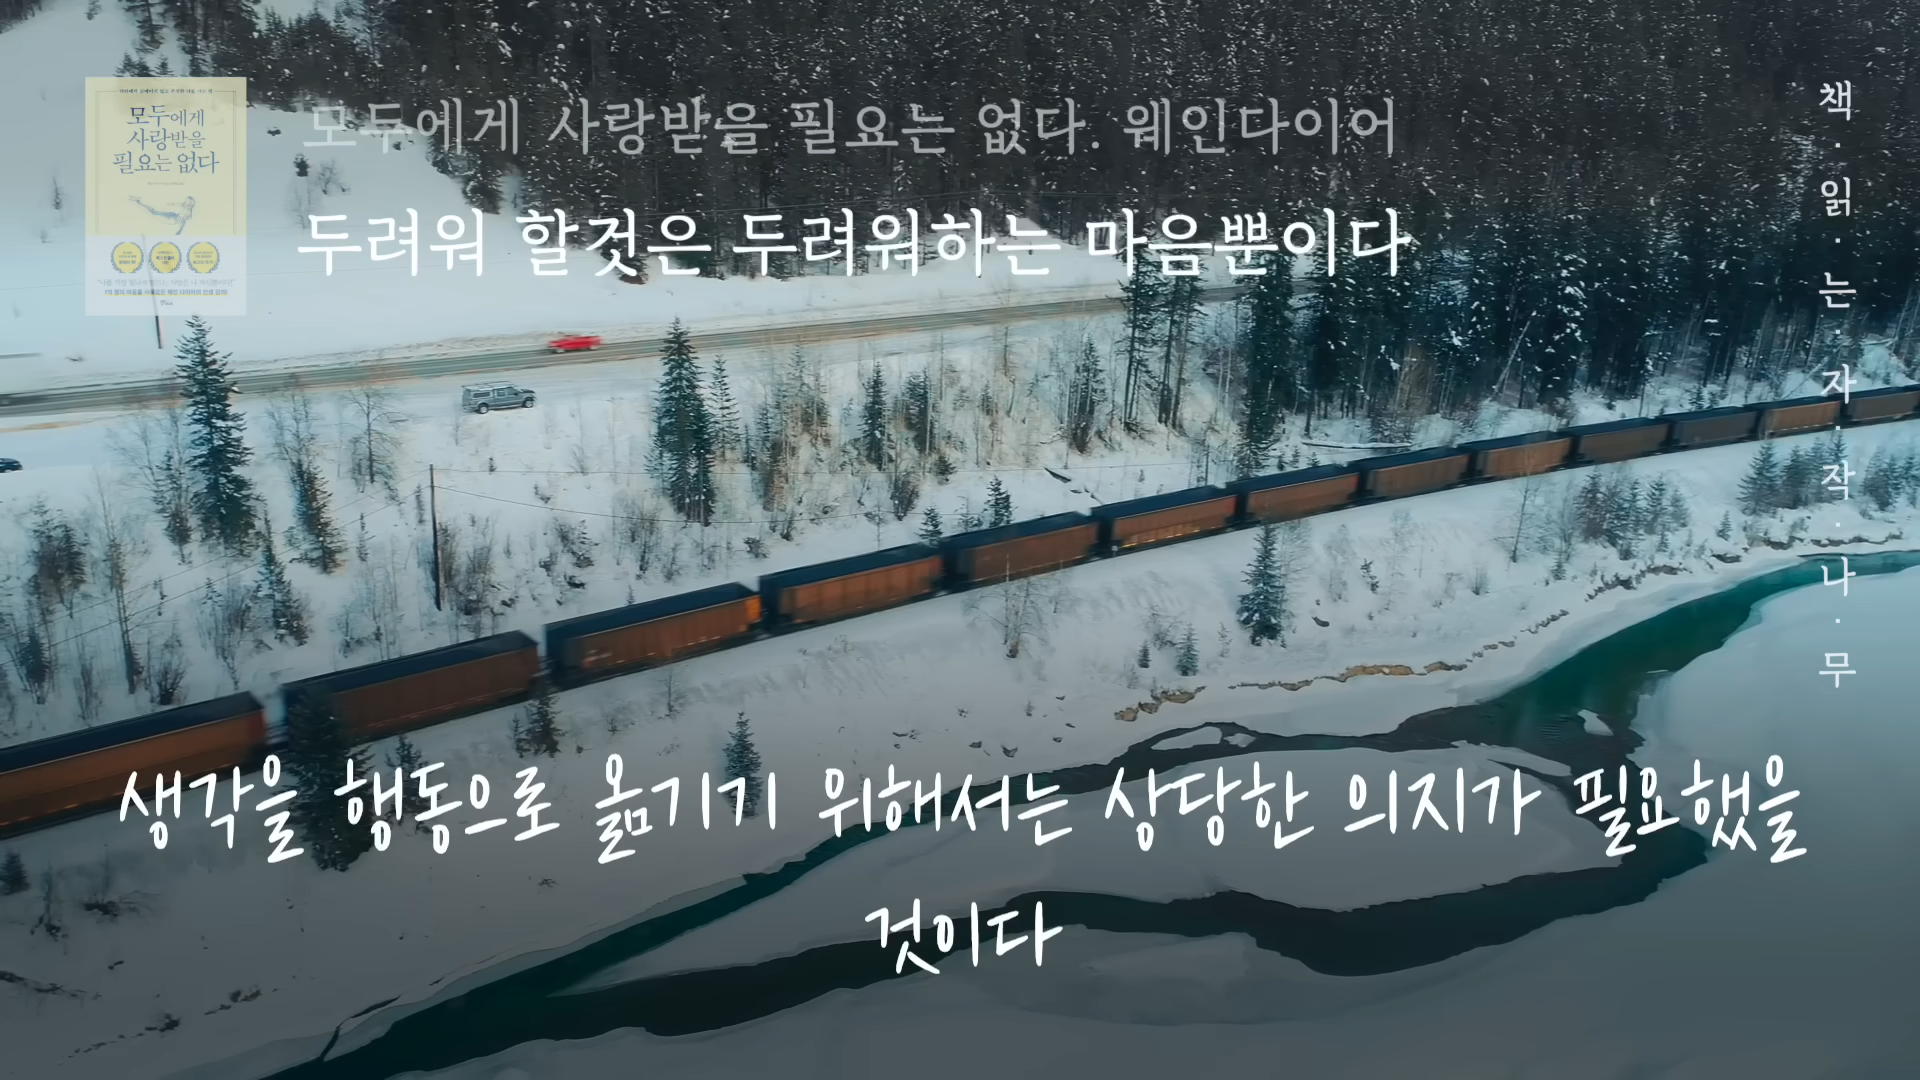 모두에게
사랑받을
필요는 없다
모두에게 사랑받을 필요는 없다. 웨인다이어
두려워 할것은 두려워하는 마음뿐이다
책·읽·는·자·작·나·무
생각을 행동으로 옮기기 위해서는 상당한 의지가 필요했을
것이다